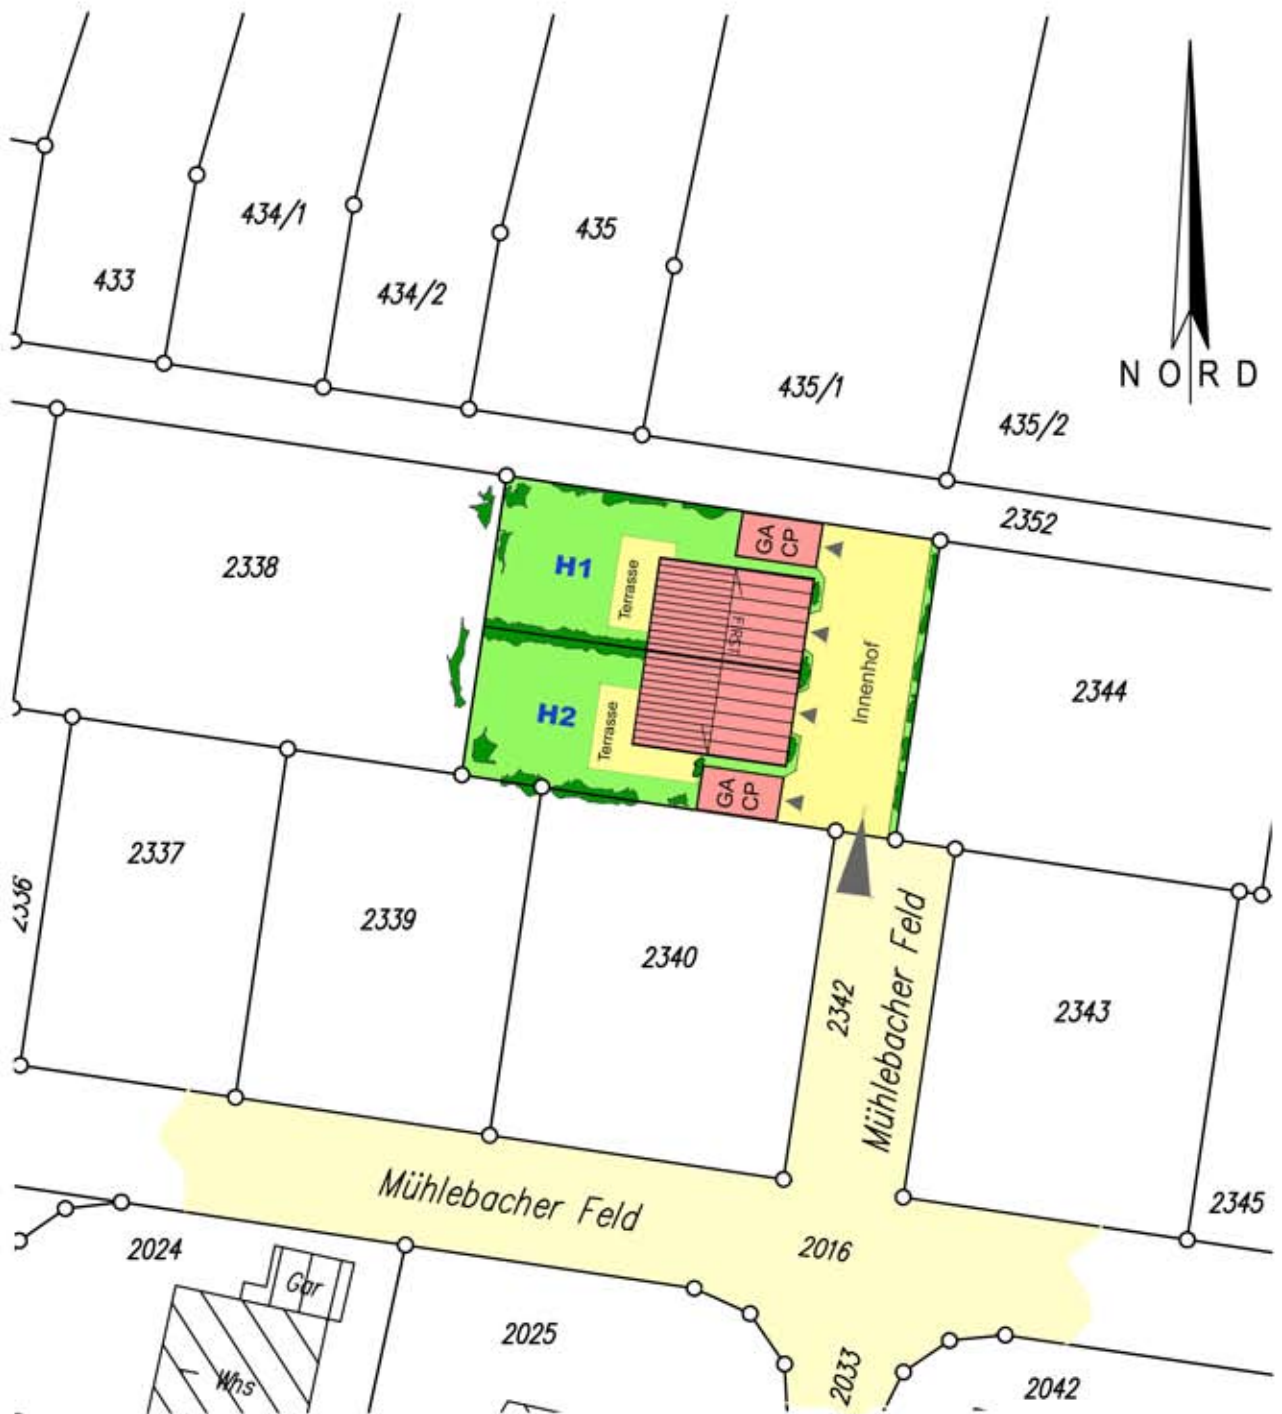 434/1
435
433
434/2
435/1
N O R D
435/2
2352
GA
CP
2338
H1
Terrasse
FIRST
Innenhof
2344
H2
Terrasse
GA
CP
2337
2336
2339
2340
2342
Mühlebacher Feld
2343
Mühlebacher Feld
2345
2016
2024
Gar
2025
Whs
2033
2042